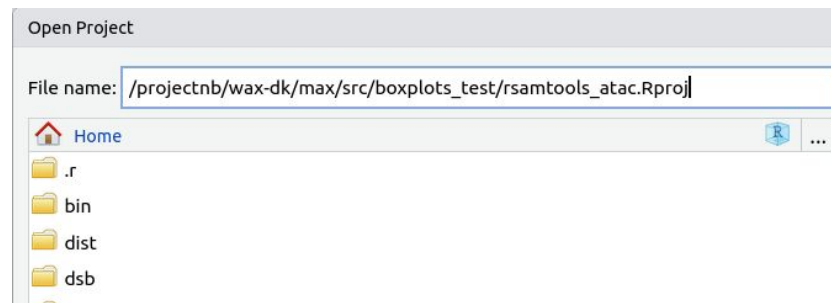 Open Project
File name: /projectnb/wax-dk/max/src/boxplots_test/rsamtools_atac.Rproj
Home R ...
.r
bin
dist
dsb